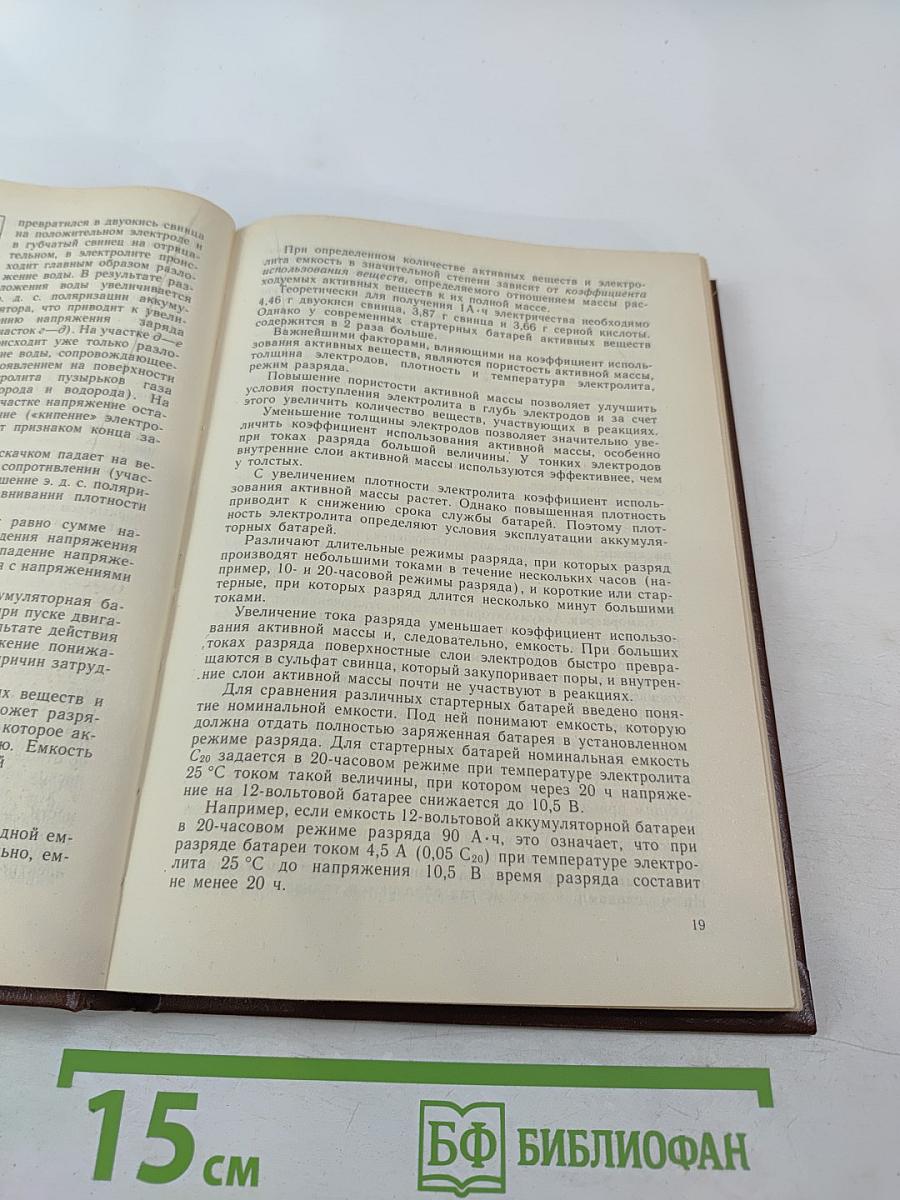 превратился в двуокись свинца
на положительном электроде и
в губчатый свинец на отрица-
тельном, в электролите проис-
ходит главным образом разло-
жение воды. В результате раз-
ложения воды увеличивается
э. д. с. поляризации аккуму-
лятора, что приводит к увели-
нию напряжения заряда
часток г—д). На участке д—е
исходит уже только разло-
ие воды, сопровождающее-
оявлением на поверхности
ролита пузырьков газа
орода и водорода). На
участке напряжение оста-
ние («кипение» электро-
т признаком конца за-
скачком падает на ве-
сопротивлении (учас-
шение э. д. с. поляри-
авнивании плотности
равно сумме на-
дения напряжения
падение напряже-
я с напряжениями
умуляторная ба-
ри пуске двига-
льтате действия
жение понижа-
ричин затруд-
их веществ и
ожет разря-
которое ак-
ю. Емкость
й
дной ем-
ьно, ем-
При определенном количестве активных веществ и электро-
лита емкость в значительной степени зависит от коэффициента
использования веществ, определяемого отношением массы рас-
ходуемых активных веществ к их полной массе.
Теоретически для получения 1А·ч электричества необходимо
4,46 г двуокиси свинца, 3,87 г свинца и 3,66 г серной кислоты.
Однако у современных стартерных батарей активных веществ
содержится в 2 раза больше.
Важнейшими факторами, влияющими на коэффициент исполь-
зования активных веществ, являются пористость активной массы,
толщина электродов, плотность и температура электролита,
режим разряда.
Повышение пористости активной массы позволяет улучшить
условия поступления электролита в глубь электродов и за счет
этого увеличить количество веществ, участвующих в реакциях.
Уменьшение толщины электродов позволяет значительно уве-
личить коэффициент использования активной массы, особенно
при токах разряда большой величины. У тонких электродов
внутренние слои активной массы используются эффективнее, чем
у толстых.
С увеличением плотности электролита коэффициент исполь-
зования активной массы растет. Однако повышенная плотность
приводит к снижению срока службы батарей. Поэтому плот-
ность электролита определяют условия эксплуатации аккумуля-
торных батарей.
Различают длительные режимы разряда, при которых разряд
производят небольшими токами в течение нескольких часов (на-
пример, 10- и 20-часовой режимы разряда), и короткие или стар-
терные, при которых разряд длится несколько минут большими
токами.
Увеличение тока разряда уменьшает коэффициент использо-
вания активной массы и, следовательно, емкость. При больших
токах разряда поверхностные слои электродов быстро превра-
щаются в сульфат свинца, который закупоривает поры, и внутрен-
ние слои активной массы почти не участвуют в реакциях.
Для сравнения различных стартерных батарей введено поня-
тие номинальной емкости. Под ней понимают емкость, которую
должна отдать полностью заряженная батарея в установленном
режиме разряда. Для стартерных батарей номинальная емкость
C20 задается в 20-часовом режиме при температуре электролита
25 °С током такой величины, при котором через 20 ч напряже-
ние на 12-вольтовой батарее снижается до 10,5 В.
Например, если емкость 12-вольтовой аккумуляторной батареи
в 20-часовом режиме разряда 90 А·ч, это означает, что при
разряде батареи током 4,5 А (0,05 C20) при температуре электро-
лита 25 °С до напряжения 10,5 В время разряда составит
не менее 20 ч.
19
15 см
БФ БИБЛИОФАН